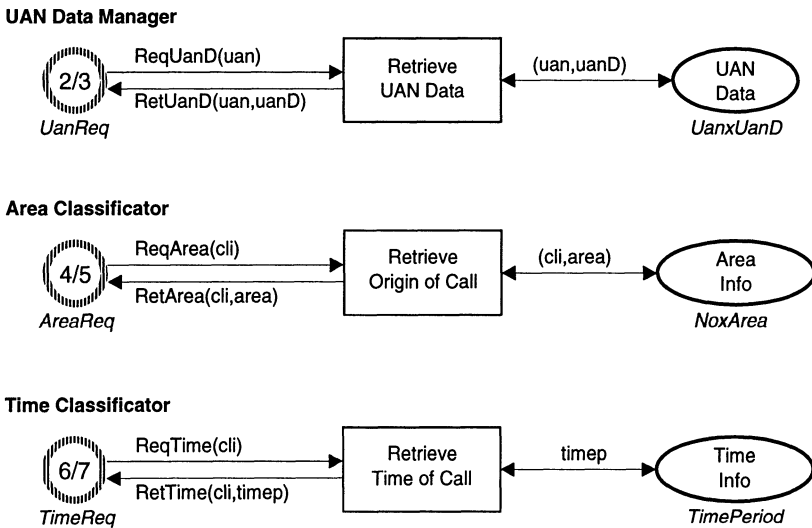 UAN Data Manager
2/3
ReqUanD(uan)
RetUanD(uan,uanD)
UanReq
Retrieve
UAN Data
(uan,uanD)
UAN
Data
UanxUanD
Area Classificator
4/5
ReqArea(cli)
RetArea(cli,area)
AreaReq
Retrieve
Origin of Call
(cli,area)
Area
Info
NoxArea
Time Classificator
6/7
ReqTime(cli)
RetTime(cli,timep)
TimeReq
Retrieve
Time of Call
timep
Time
Info
TimePeriod